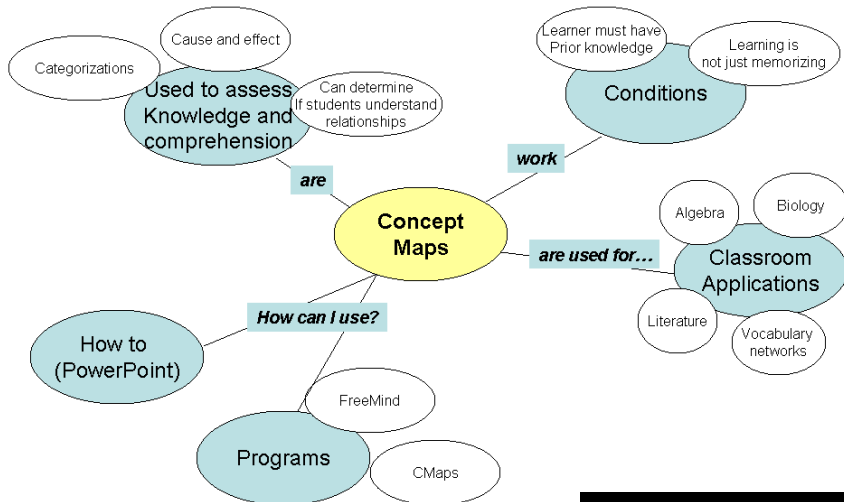 Cause and effect
Categorizations
Used to assess
Knowledge and
comprehension
Can determine
If students understand
relationships
Learner must have
Prior knowledge
Learning is
not just memorizing
Conditions
are
work
Concept
Maps
are used for…
Algebra
Biology
Classroom
Applications
Literature
Vocabulary
networks
How can I use?
How to
(PowerPoint)
FreeMind
Programs
CMaps